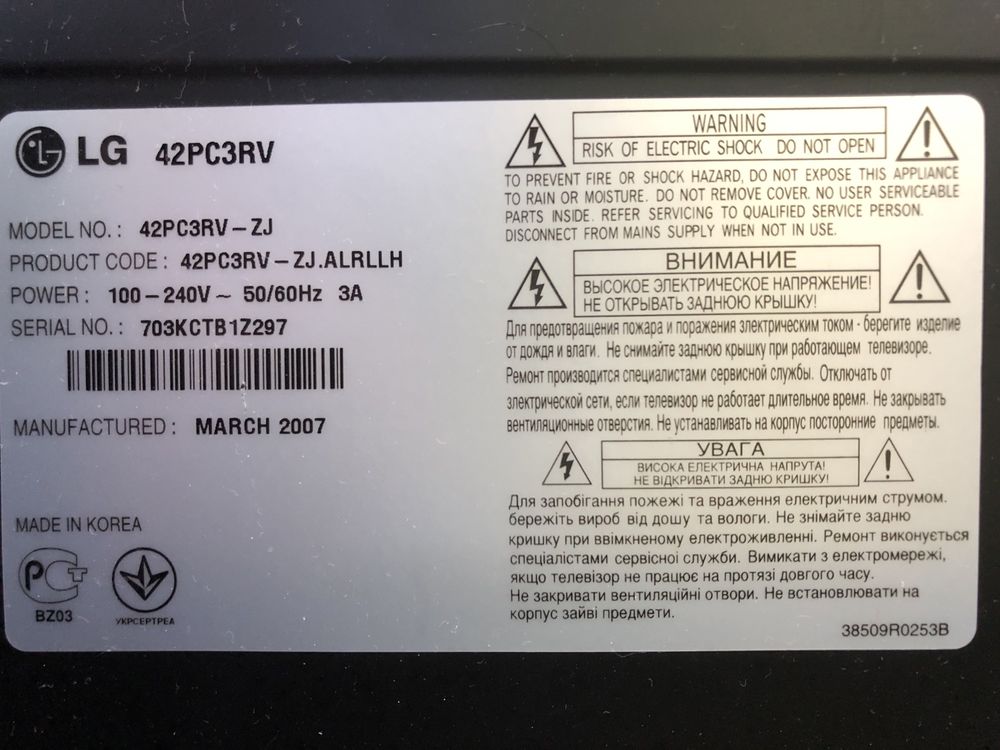 LG 42PC3RV
MODEL NO. : 42PC3RV-ZJ
PRODUCT CODE : 42PC3RV-ZJ.ALRLLH
POWER : 100-240V~ 50/60Hz 3A
SERIAL NO. : 703KCTB1Z297
MANUFACTURED : MARCH 2007
MADE IN KOREA
PCT
BZ03
УКРСЕРТРЕА
WARNING
RISK OF ELECTRIC SHOCK DO NOT OPEN
TO PREVENT FIRE OR SHOCK HAZARD, DO NOT EXPOSE THIS APPLIANCE
TO RAIN OR MOISTURE. DO NOT REMOVE COVER. NO USER SERVICEABLE
PARTS INSIDE. REFER SERVICING TO QUALIFIED SERVICE PERSON.
DISCONNECT FROM MAINS SUPPLY WHEN NOT IN USE.
ВНИМАНИЕ
ВЫСОКОЕ ЭЛЕКТРИЧЕСКОЕ НАПРЯЖЕНИЕ!
НЕ ОТКРЫВАТЬ ЗАДНЮЮ КРЫШКУ!
Для предотвращения пожара и поражения злектрическим током - берегите изделие
от дождя и влаги. Не снимайте заднюю крышку при работающем телевизоре.
Ремонт производится специалистами сервисной службы. Отключать от
злектрической сети, если телевизор не работает длительное время. Не закрывать
вентиляционные отверстия. Не устанавливать на корпус посторонние предметы.
УВАГА
ВИСОКА ЕЛЕКТРИЧНА НАПРУТА!
НЕ ВІДКРИВАТИ ЗАДНЮ КРИШКУ!
Для запобігання пожежі та враження електричним струмом.
бережіть вироб від дошу та вологи. Не знімайте задню
кришку при ввімкненому електроживленні. Ремонт виконується
спеціалістами сервісної служби. Вимикати з електромережі,
якщо телевізор не працює на протязі довгого часу.
Не закривати вентиляційні отвори. Не встановлювати на
корпус зайві предмети.
38509R0253B